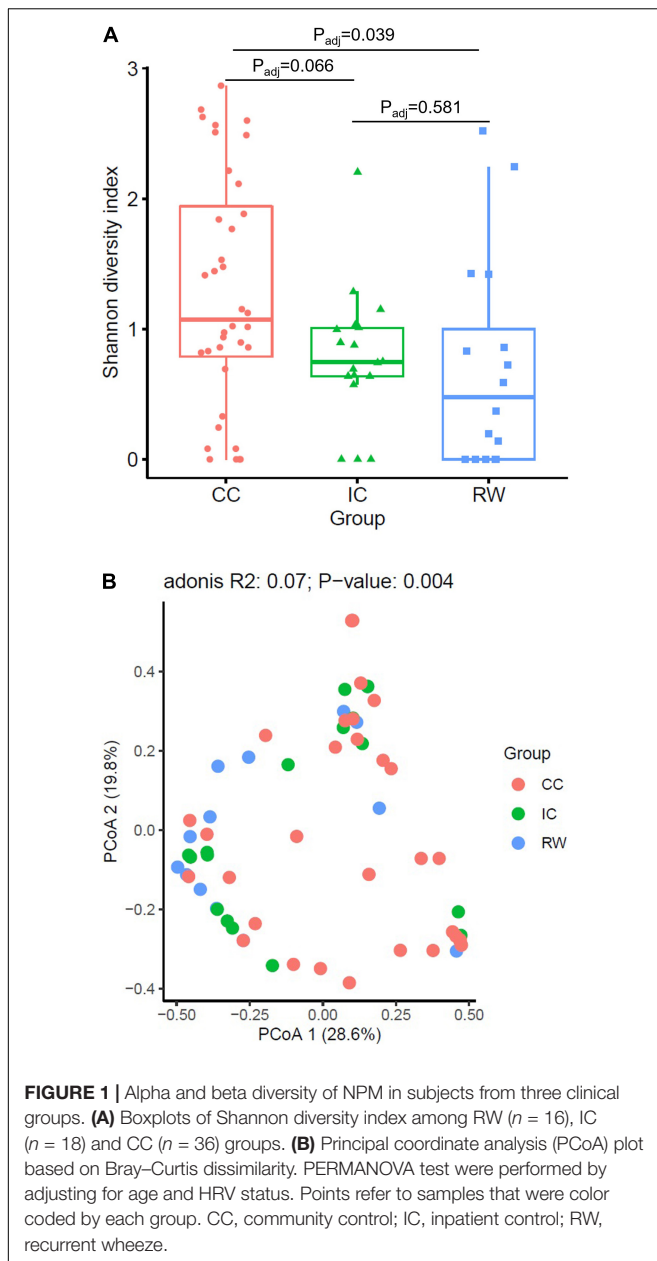 A
P_adj=0.039
P_adj=0.066
P_adj=0.581
3
2
1
0
Shannon diversity index
CC IC RW
Group
B adonis R2: 0.07; P−value: 0.004
0.4
0.2
0.0
−0.2
−0.4
PCoA 2 (19.8%)
−0.50 −0.25 0.00 0.25 0.50
PCoA 1 (28.6%)
Group
CC
IC
RW
FIGURE 1 | Alpha and beta diversity of NPM in subjects from three clinical
groups. (A) Boxplots of Shannon diversity index among RW (n = 16), IC
(n = 18) and CC (n = 36) groups. (B) Principal coordinate analysis (PCoA) plot
based on Bray–Curtis dissimilarity. PERMANOVA test were performed by
adjusting for age and HRV status. Points refer to samples that were color
coded by each group. CC, community control; IC, inpatient control; RW,
recurrent wheeze.